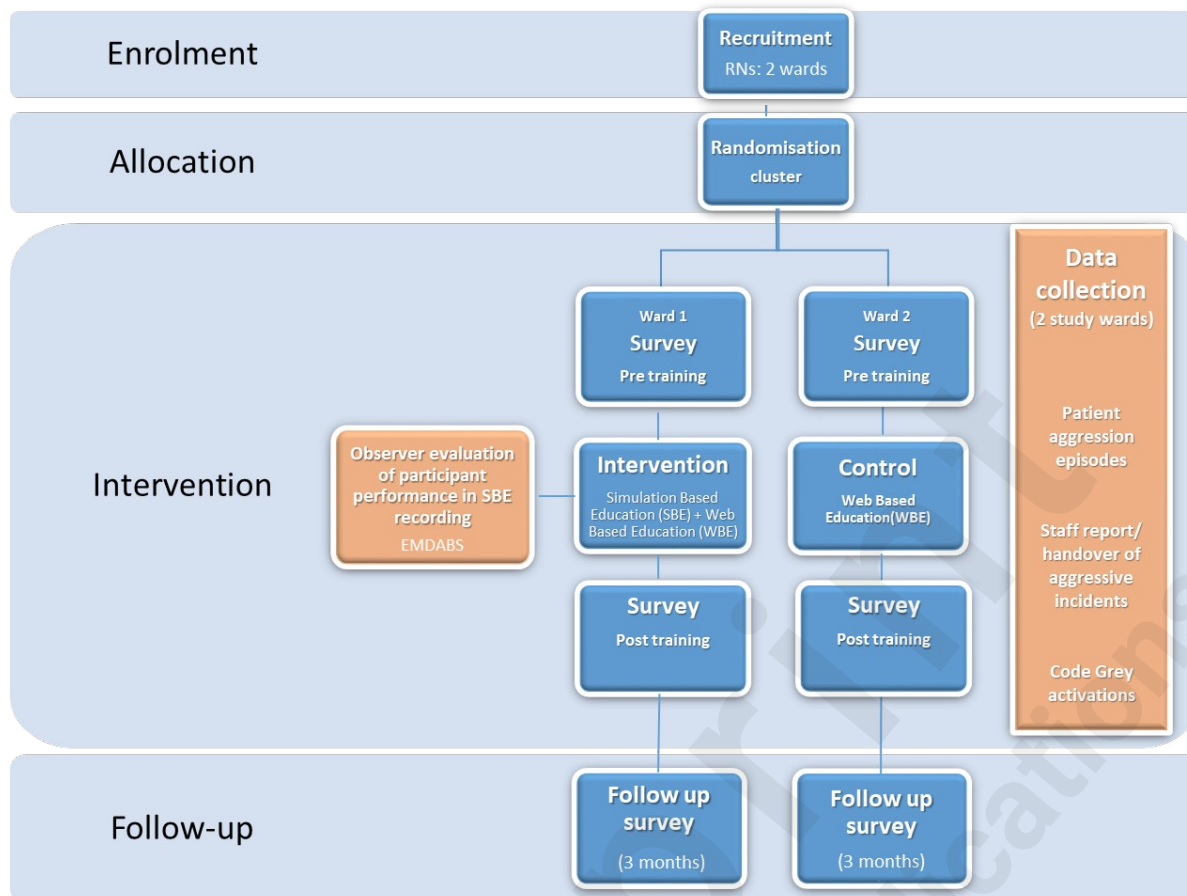 Enrolment
Recruitment
RNs: 2 wards
Allocation
Randomisation
cluster
Intervention
Ward 1
Survey
Pre training
Ward 2
Survey
Pre training
Observer evaluation
of participant
performance in SBE
recording
EMDABS
Intervention
Simulation Based
Education (SBE) + Web
Based Education (WBE)
Control
Web Based
Education(WBE)
Survey
Post training
Survey
Post training
Data
collection
(2 study wards)
Patient
aggression
episodes
Staff report/
handover of
aggressive
incidents
Code Grey
activations
Follow-up
Follow up
survey
(3 months)
Follow up
survey
(3 months)